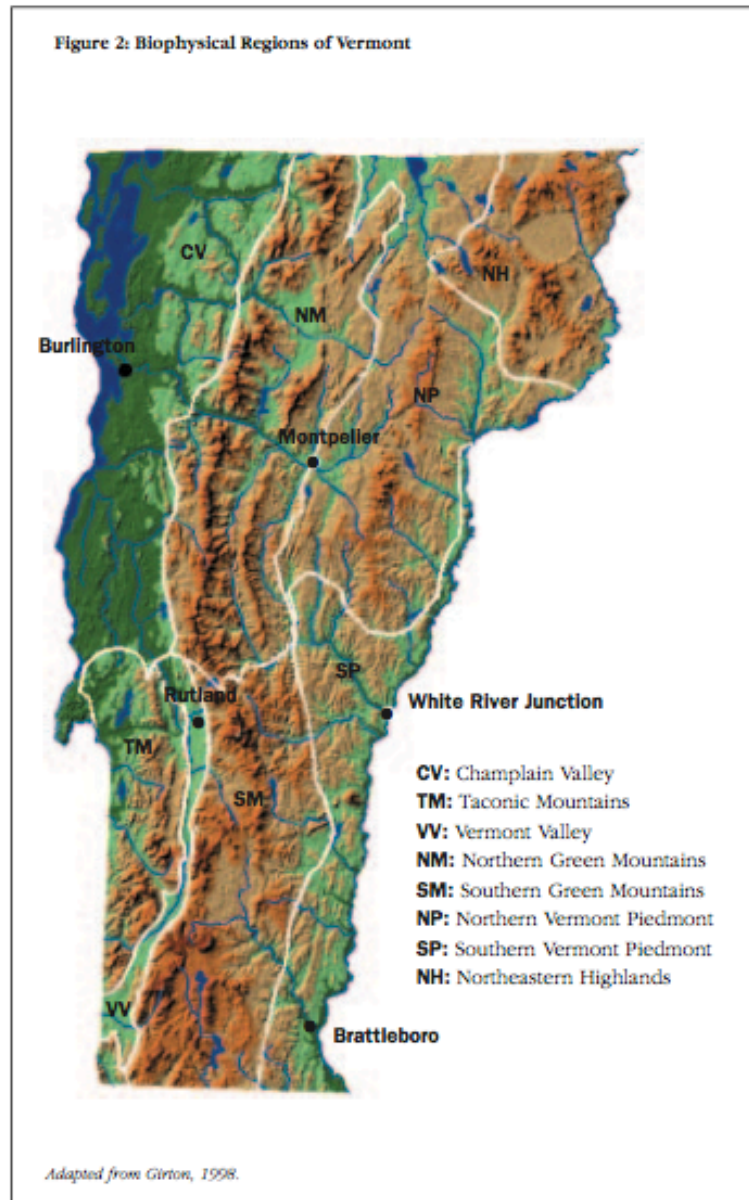 Figure 2: Biophysical Regions of Vermont
CV
NH
NM
Burlington
NP
Montpelier
SP
Rutland
White River Junction
TM
SM
CV: Champlain Valley
TM: Taconic Mountains
VV: Vermont Valley
NM: Northern Green Mountains
SM: Southern Green Mountains
NP: Northern Vermont Piedmont
SP: Southern Vermont Piedmont
NH: Northeastern Highlands
VV
Brattleboro
Adapted from Girton, 1998.